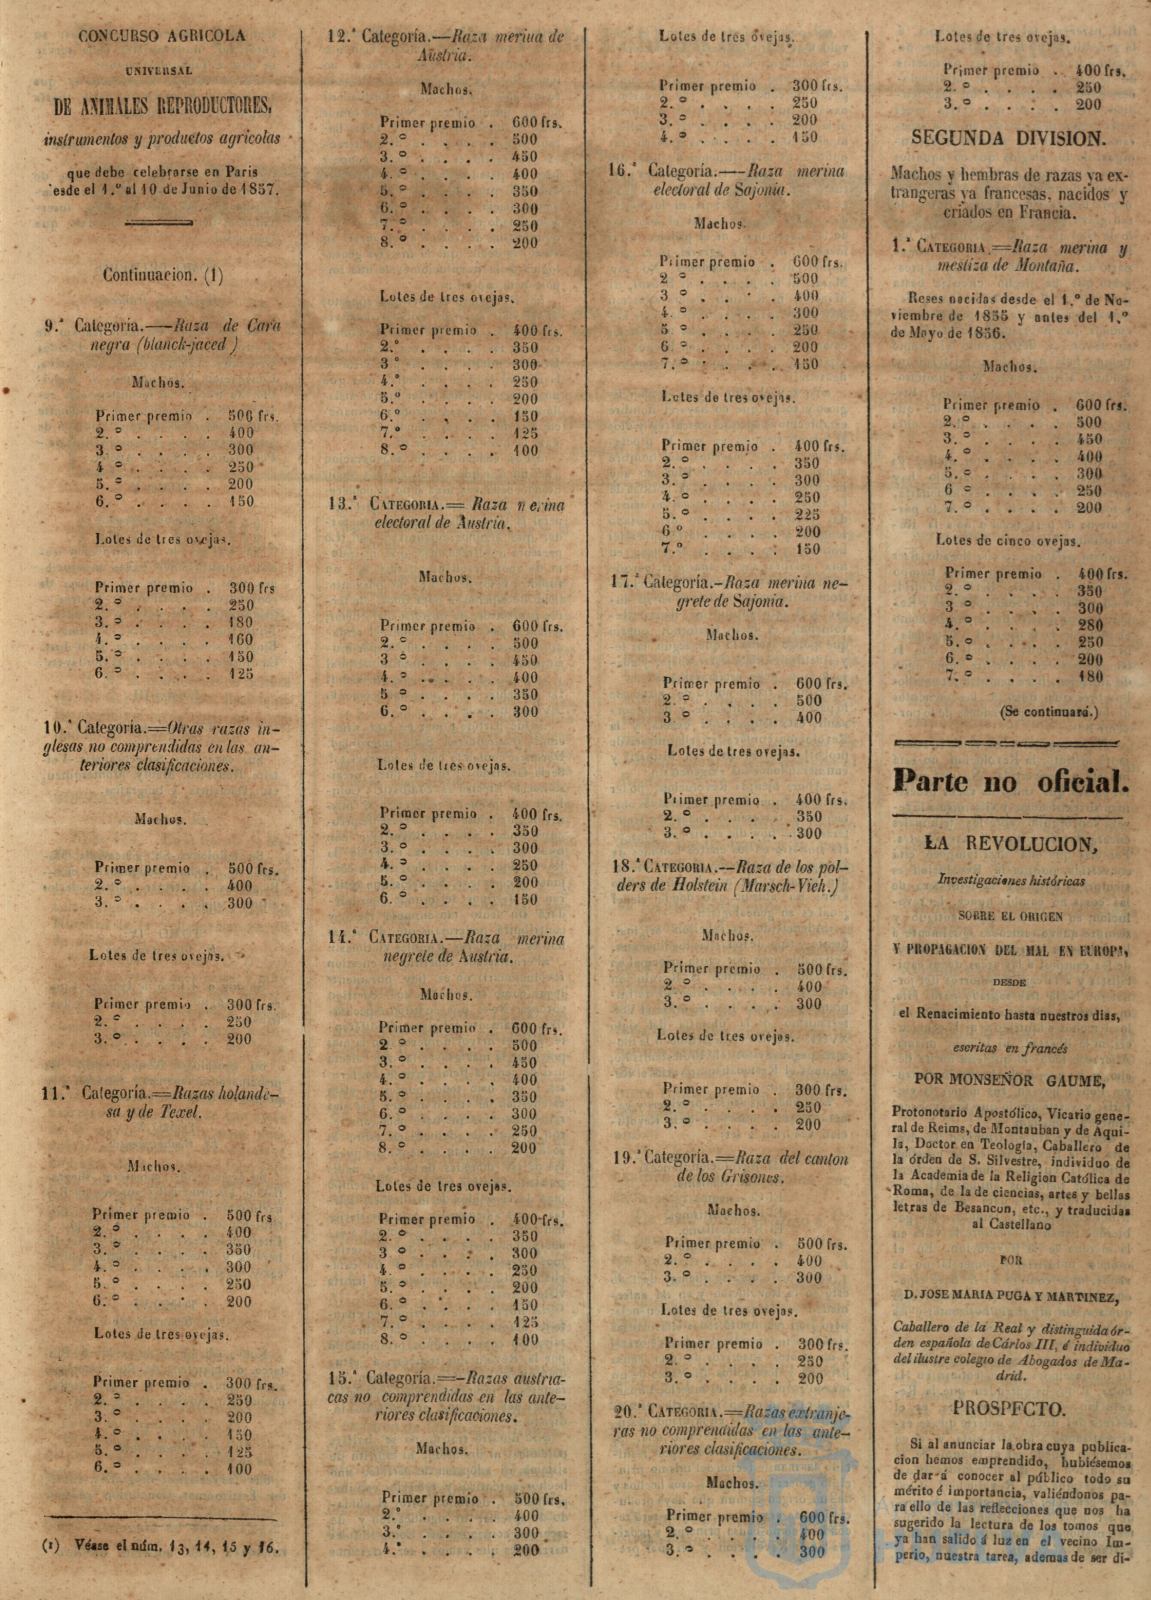 CONCURSO AGRICOLA
UNIVERSAL
DE ANIMALES REPRODUCTORES,
instrumentos y productos agricolas
que debe celebrarse en Paris
esde el 1.º al 10 de Junio de 1857.
Continuacion. (1)
9.ª Categoría.—Raza de Cara
negra (blanck-jaced)
Machos.
Primer premio . 500 frs.
2.º . . . . 400
3.º . . . . 300
4 º . . . . 250
5.º . . . . 200
6.º . . . . 150
Lotes de tres ovejas.
Primer premio . 300 frs
2.º . . . . 250
3.º . . . . 180
4.º . . . . 160
5.º . . . . 150
6.º . . . . 125
10.ª Categoría.=Otras razas in-
glesas no comprendidas en las an-
teriores clasificaciones.
Machos.
Primer premio . 500 frs.
2.º . . . . 400
3.º . . . . 300
Lotes de tres ovejas.
Primer premio . 300 frs.
2.º . . . . 250
3.º . . . . 200
11.ª Categoría.=Razas holande-
sa y de Texel.
Machos.
Primer premio . 500 frs
2.º . . . . 400
3.º . . . . 350
4.º . . . . 300
5.º . . . . 250
6.º . . . . 200
Lotes de tres ovejas.
Primer premio . 300 frs.
2.º . . . . 250
3.º . . . . 200
4.º . . . . 150
5.º . . . . 125
6.º . . . . 100
(1) Véase el núm. 13, 14, 15 y 16.
12.ª Categoría.—Raza merina de
Austria.
Machos.
Primer premio . 600 frs.
2.º . . . . 500
3.º . . . . 450
4.º . . . . 400
5.º . . . . 350
6.º . . . . 300
7.º . . . . 250
8.º . . . . 200
Lotes de tres ovejas.
Primer premio . 400 frs.
2.º . . . . 350
3º . . . . 300
4.º . . . . 250
5.º . . . . 200
6.º . . . . 150
7.º . . . . 125
8.º . . . . 100
13.ª CATEGORIA.= Raza merina
electoral de Austria.
Machos.
Primer premio . 600 frs.
2.º . . . . 500
3 º . . . . 450
4.º . . . . 400
5 º . . . . 350
6.º . . . . 300
Lotes de tres ovejas.
Primer premio . 400 frs.
2.º . . . . 350
3.º . . . . 300
4.º . . . . 250
5.º . . . . 200
6.º . . . . 150
14.ª CATEGORIA.—Raza merina
negrete de Austria.
Machos.
Primer premio . 600 frs.
2 º . . . . 500
3.º . . . . 450
4.º . . . . 400
5.º . . . . 350
6.º . . . . 300
7.º . . . . 250
8.º . . . . 200
Lotes de tres ovejas.
Primer premio . 400 frs.
2.º . . . . 350
3 º . . . . 300
4.º . . . . 250
5.º . . . . 200
6.º . . . . 150
7.º . . . . 125
8.º . . . . 100
15.ª Categoría.=-Razas austria-
cas no comprendidas en las ante-
riores clasificaciones.
Machos.
Primer premio . 500 frs.
2.º . . . . 400
3.º . . . . 300
4.º . . . . 200
Lotes de tres ovejas.
Primer premio . 300 frs.
2.º . . . . 250
3.º . . . . 200
4.º . . . . 150
16.ª Categoría.—Raza merina
electoral de Sajonia.
Machos.
Primer premio . 600 frs.
2 º . . . . 500
3 º . . . . 400
4.º . . . . 300
5 º . . . . 250
6.º . . . . 200
7.º . . . . 150
Lotes de tres ovejas.
Primer premio . 400 frs.
2.º . . . . 350
3.º . . . . 300
4.º . . . . 250
5.º . . . . 225
6 º . . . . 200
7.º . . . . 150
17.ª Categoría.-Raza merina ne-
grete de Sajonia.
Machos.
Primer premio . 600 frs.
2.º . . . . 500
3 º . . . . 400
Lotes de tres ovejas.
Primer premio . 400 frs.
2.º . . . . 350
3.º . . . . 300
18.ª CATEGORIA.—Raza de los pol-
ders de Holstein (Marsch-Vieh.)
Machos.
Primer premio . 500 frs.
2 º . . . . 400
3.º . . . . 300
Lotes de tres ovejas.
Primer premio . 300 frs.
2.º . . . . 250
3.º . . . . 200
19.ª Categoría.=Raza del canton
de los Grisones.
Machos.
Primer premio . 500 frs.
2.º . . . . 400
3.º . . . . 300
Lotes de tres ovejas.
Primer premio . 300 frs.
2.º . . . . 250
3.º . . . . 200
20.ª CATEGORIA.=Razas extranje-
ras no comprendidas en las ante-
riores clasificaciones.
Machos.
Primer premio . 600 frs.
2.º . . . . 400
3.º . . . . 300
Lotes de tres ovejas.
Primer premio . 400 frs.
2.º . . . . 250
3.º . . . . 200
SEGUNDA DIVISION.
Machos y hembras de razas ya ex-
trangeras ya francesas, nacidos y
criados en Francia.
1.ª CATEGORIA.=Raza merina y
mestiza de Montaña.
Reses nacidas desde el 1.º de No-
viembre de 1855 y antes del 1.º
de Mayo de 1856.
Machos.
Primer premio . 600 frs.
2.º . . . . 500
3.º . . . . 450
4.º . . . . 400
5.º . . . . 300
6 º . . . . 250
7.º . . . . 200
Lotes de cinco ovejas.
Primer premio . 400 frs.
2.º . . . . 350
3 º . . . . 300
4.º . . . . 280
5.º . . . . 250
6.º . . . . 200
7.º . . . . 180
(Se continuará.)
Parte no oficial.
LA REVOLUCION,
Investigaciones históricas
SOBRE EL ORIGEN
Y PROPAGACION DEL MAL EN EUROPA,
DESDE
el Renacimiento hasta nuestros dias,
escritas en francés
POR MONSEÑOR GAUME,
Protonotario Apostólico, Vicario gene-
ral de Reims, de Montauban y de Aqui-
la, Doctor en Teologia, Caballero de
la órden de S. Silvestre, individuo de
la Academia de la Religion Católica de
Roma, de la de ciencias, artes y bellas
letras de Besancon, etc., y traducidas
al Castellano
POR
D. JOSE MARIA PUGA Y MARTINEZ,
Caballero de la Real y distinguida ór-
den española de Cárlos III, é individuo
del ilustre colegio de Abogados de Ma-
drid.
PROSPECTO.
Si al anunciar la obra cuya publica-
cion hemos emprendido, hubiésemos
de dar á conocer al público todo su
mérito é importancia, valiéndonos pa-
ra ello de las reflecciones que nos ha
sugerido la lectura de los tomos que
ya han salido á luz en el vecino Im-
perio, nuestra tarea, ademas de ser di-